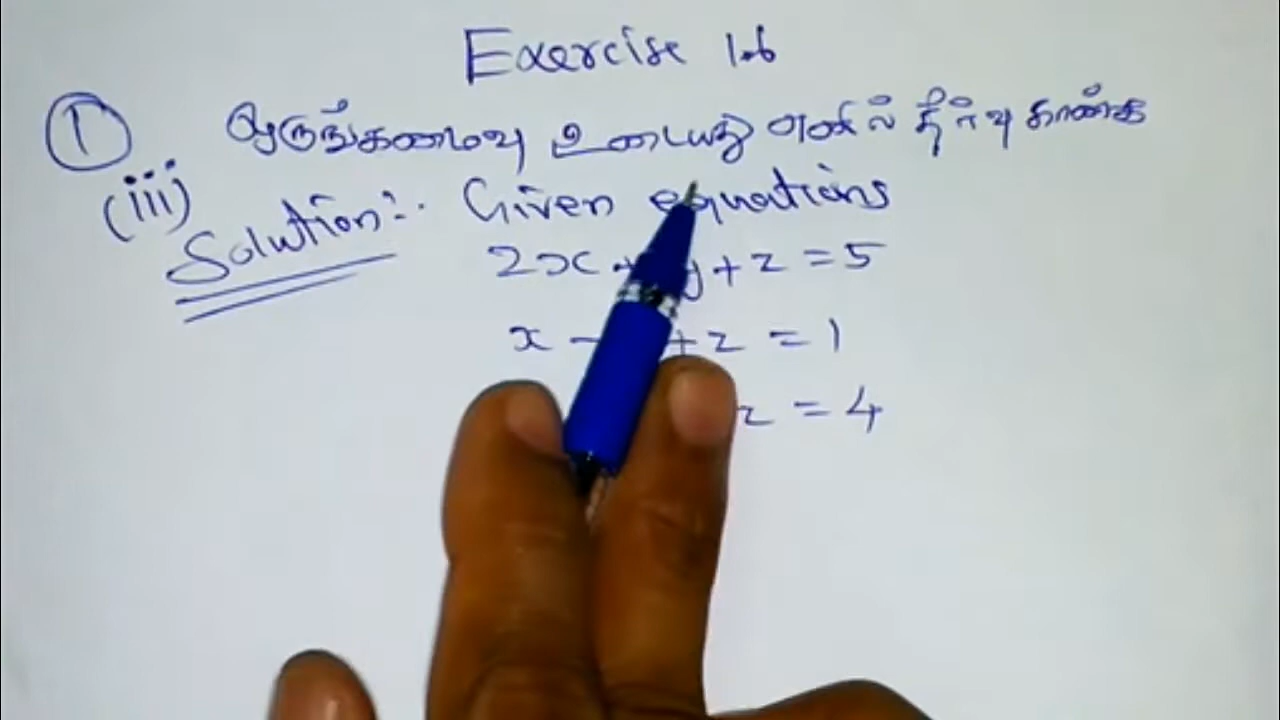 Exercise 1.6
① ஒருங்கமைவு உடையது எனில் தீர்வு காண்க
(iii)
Solution:- Given equations
2x + y + z = 5
x - + z = 1
z = 4